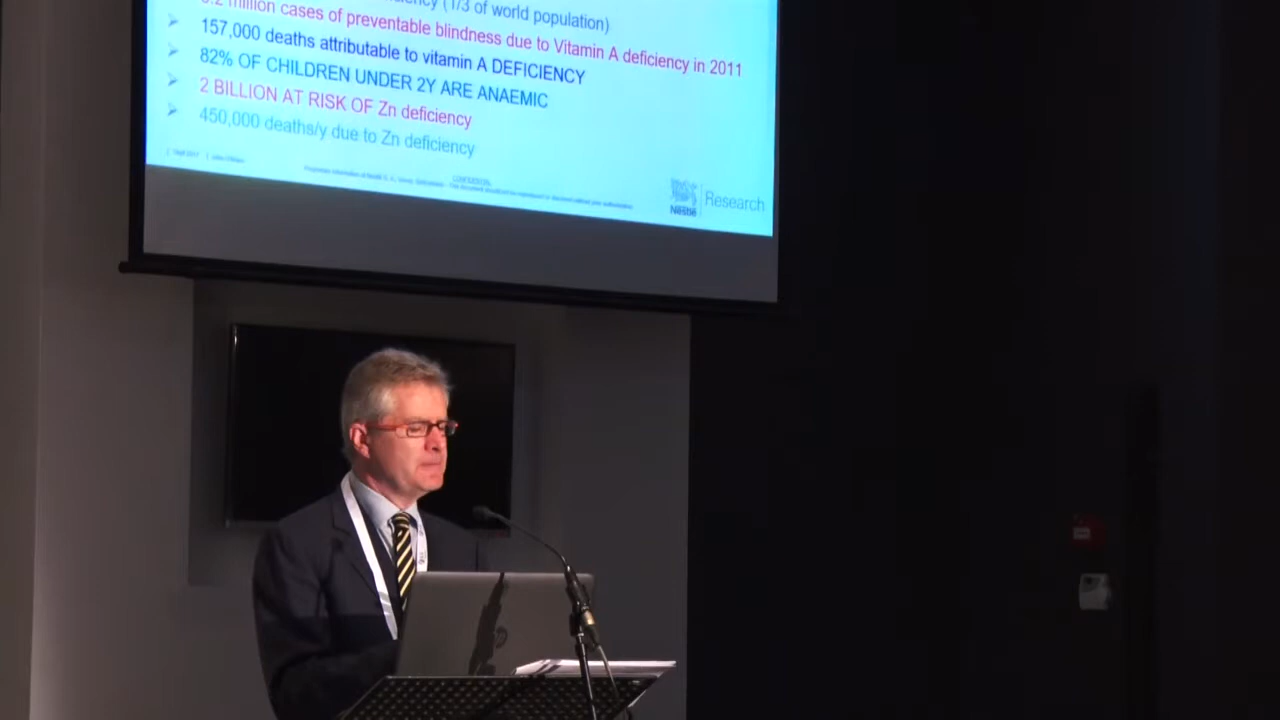 (1/3 of world population)
million cases of preventable blindness due to Vitamin A deficiency in 2011
157,000 deaths attributable to vitamin A DEFICIENCY
82% OF CHILDREN UNDER 2Y ARE ANAEMIC
2 BILLION AT RISK OF Zn deficiency
450,000 deaths/y due to Zn deficiency
Nestlé Research